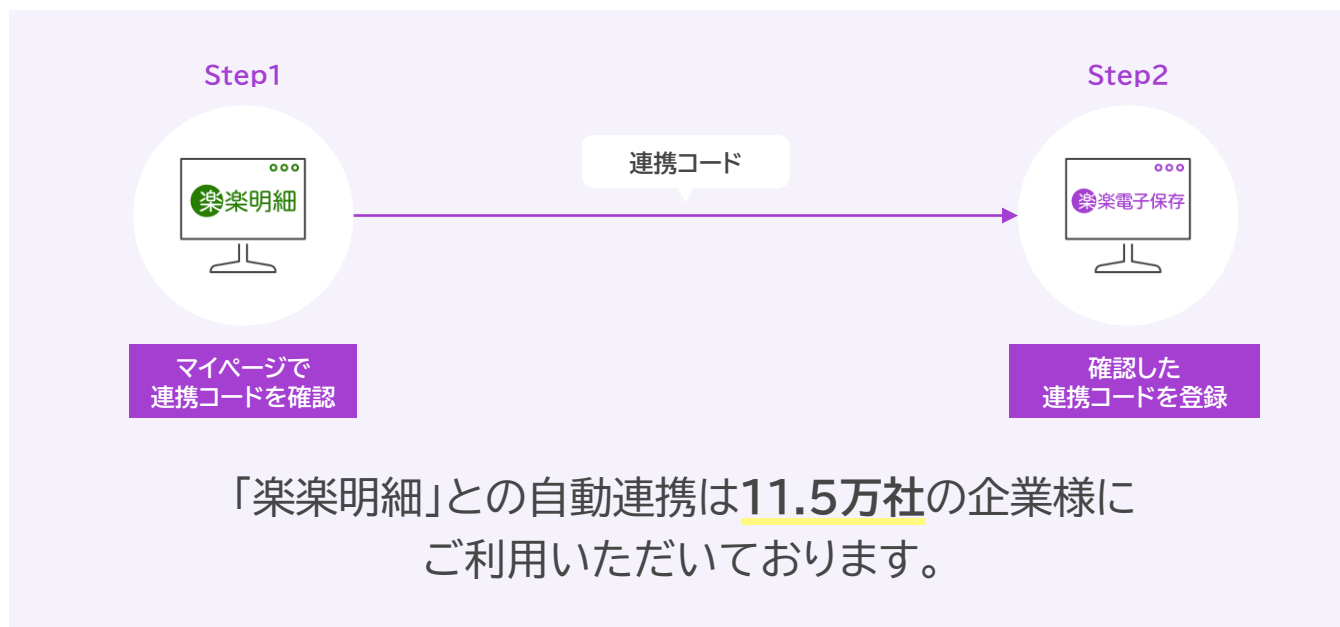 Step1
Step2
連携コード
楽楽明細
楽楽電子保存
マイページで
連携コードを確認
確認した
連携コードを登録
「楽楽明細」との自動連携は11.5万社の企業様に
ご利用いただいております。